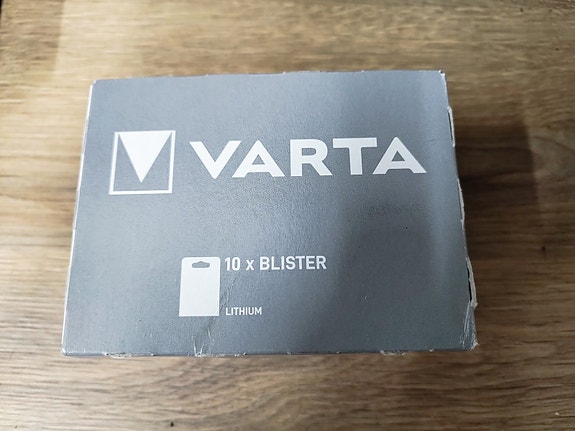 VARTA
10 x BLISTER
LITHIUM